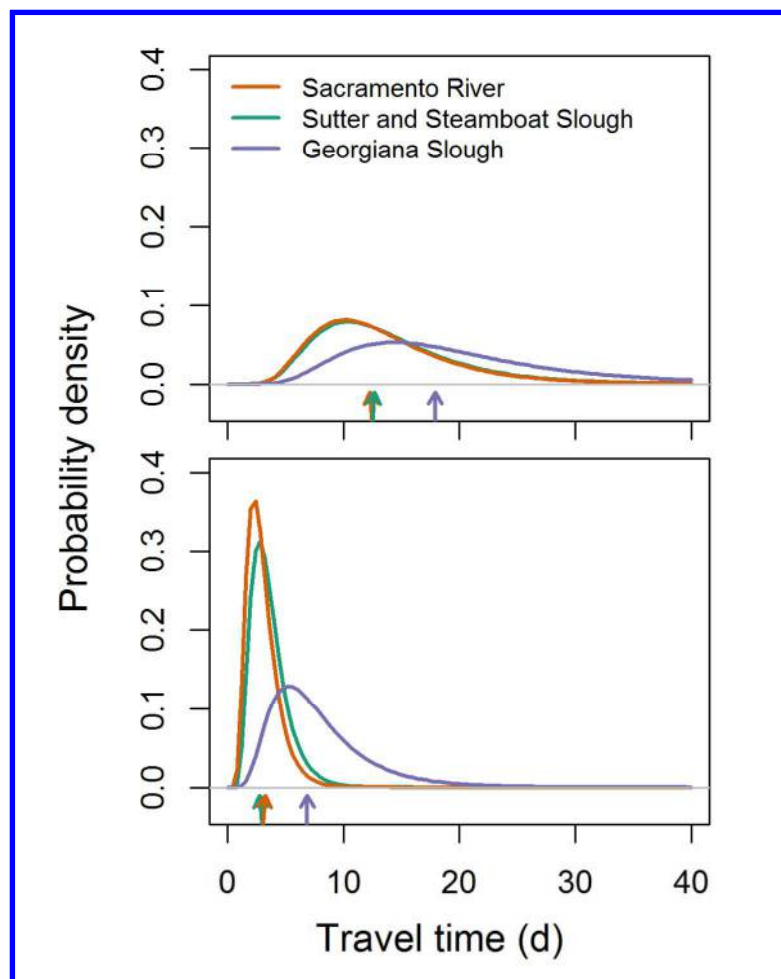 0.4
0.3
0.2
0.1
0.0
Sacramento River
Sutter and Steamboat Slough
Georgiana Slough
Probability density
0.4
0.3
0.2
0.1
0.0
0 10 20 30 40
Travel time (d)